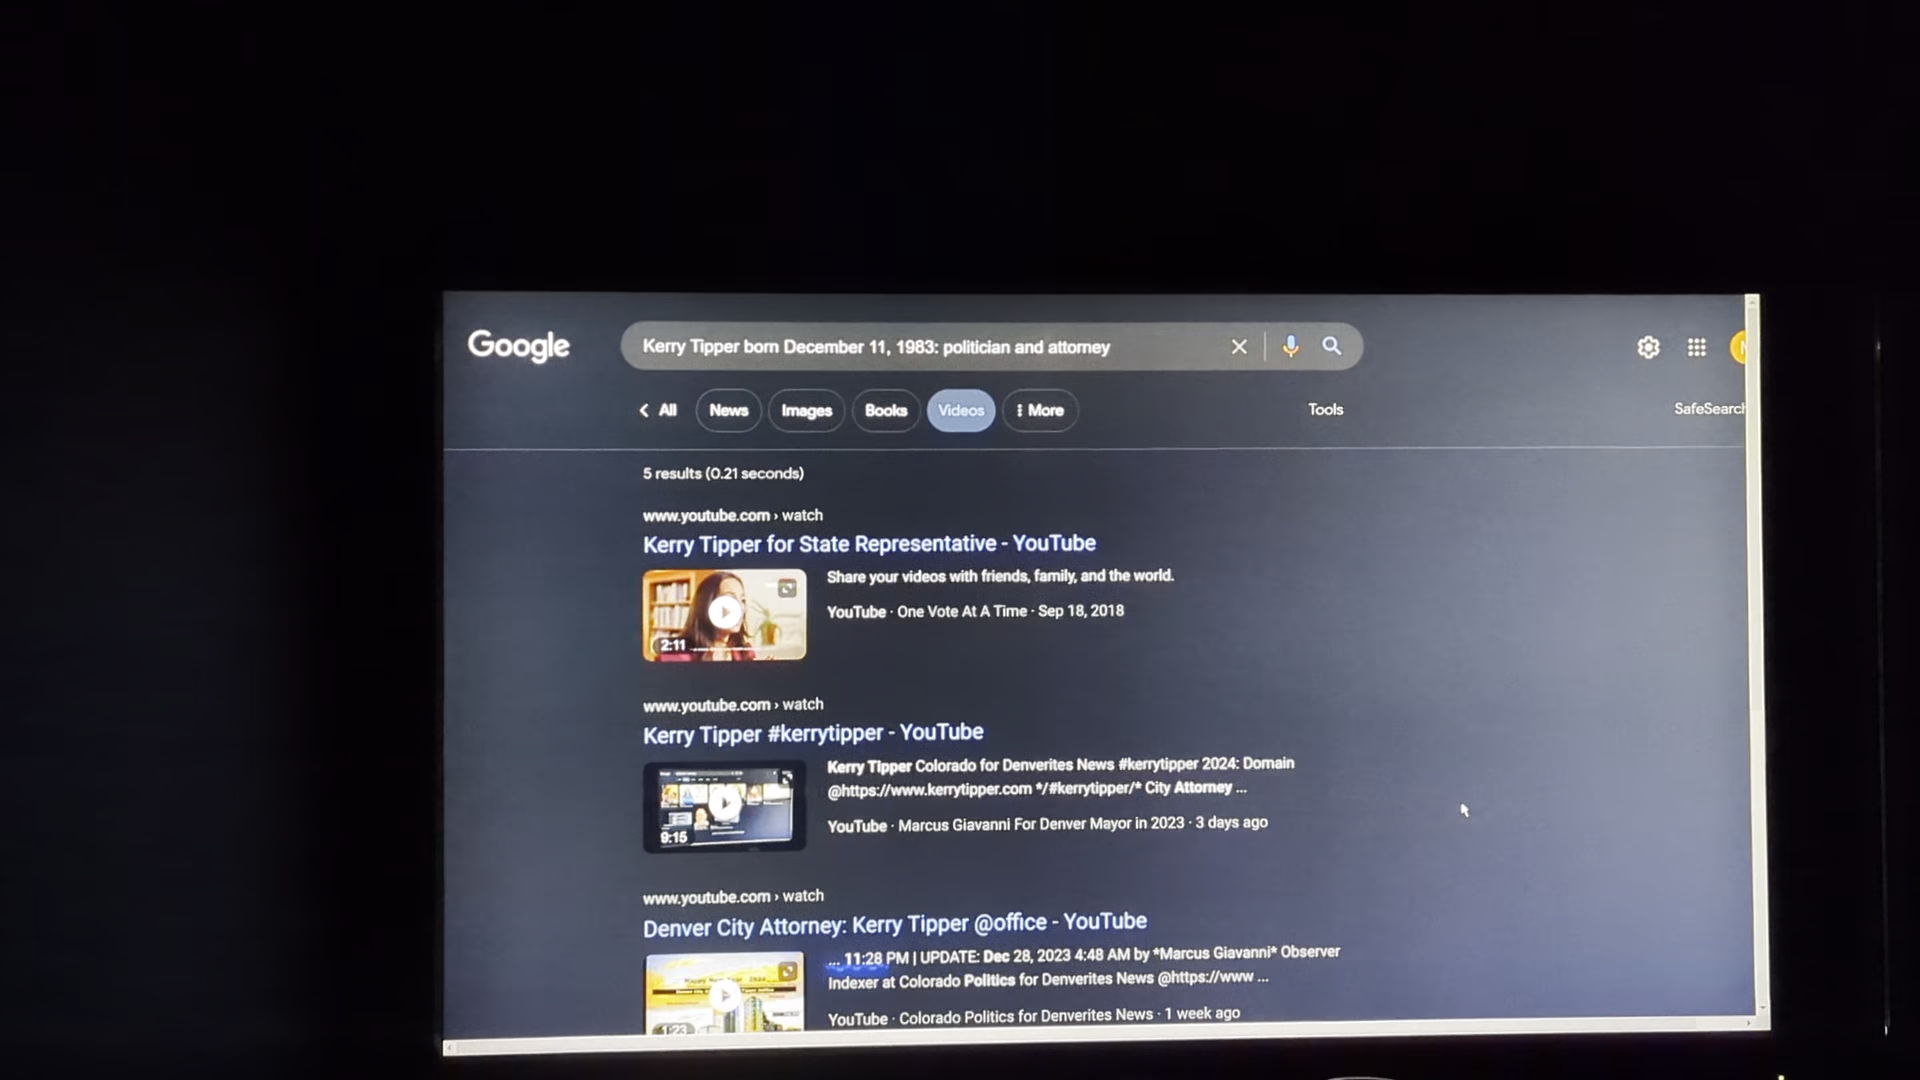 Google
Kerry Tipper born December 11, 1983: politician and attorney
All
News
Images
Books
Videos
More
Tools
SafeSearch
5 results (0.21 seconds)
www.youtube.com › watch
Kerry Tipper for State Representative - YouTube
2:11
Share your videos with friends, family, and the world.
YouTube · One Vote At A Time · Sep 18, 2018
www.youtube.com › watch
Kerry Tipper #kerrytipper - YouTube
9:15
Kerry Tipper Colorado for Denverites News #kerrytipper 2024: Domain
@https://www.kerrytipper.com */#kerrytipper/* City Attorney ...
YouTube · Marcus Giavanni For Denver Mayor in 2023 · 3 days ago
www.youtube.com › watch
Denver City Attorney: Kerry Tipper @office - YouTube
1:23
... 11:28 PM | UPDATE: Dec 28, 2023 4:48 AM by *Marcus Giavanni* Observer
Indexer at Colorado Politics for Denverites News @https://www ...
YouTube · Colorado Politics for Denverites News · 1 week ago